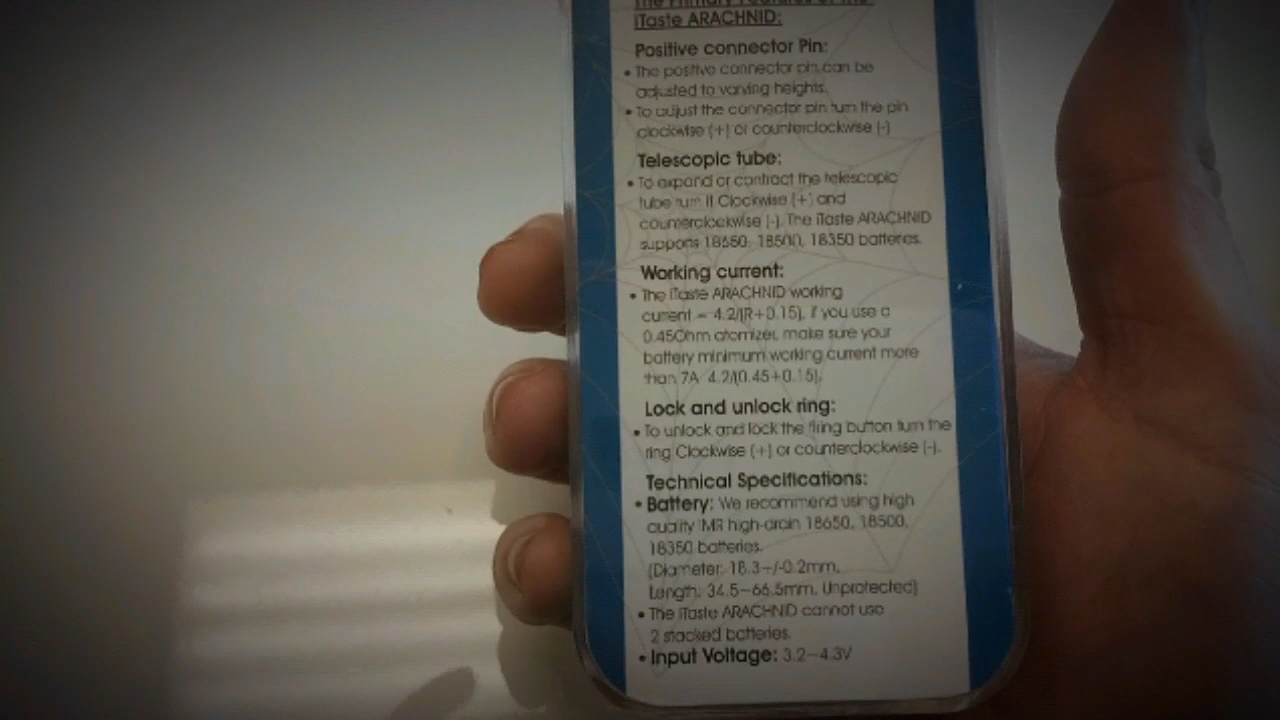 The Primary Features of the
iTaste ARACHNID:
Positive connector Pin:
• The positive connector pin can be
adjusted to varying heights.
• To adjust the connector pin turn the pin
clockwise (+) or counterclockwise (-)
Telescopic tube:
• To expand or contract the telescopic
tube turn it Clockwise (+) and
counterclockwise (-). The iTaste ARACHNID
supports 18650, 18500, 18350 batteries.
Working current:
• The iTaste ARACHNID working
current = 4.2/(R+0.15), if you use a
0.45Ohm atomizer, make sure your
battery minimum working current more
than 7A 4.2/(0.45+0.15).
Lock and unlock ring:
• To unlock and lock the firing button turn the
ring Clockwise (+) or counterclockwise (-).
Technical Specifications:
• Battery: We recommend using high
quality IMR high-drain 18650, 18500,
18350 batteries.
(Diameter: 18.3+/-0.2mm,
Length: 34.5~66.5mm, Unprotected)
• The iTaste ARACHNID cannot use
2 stacked batteries.
• Input Voltage: 3.2~4.3V